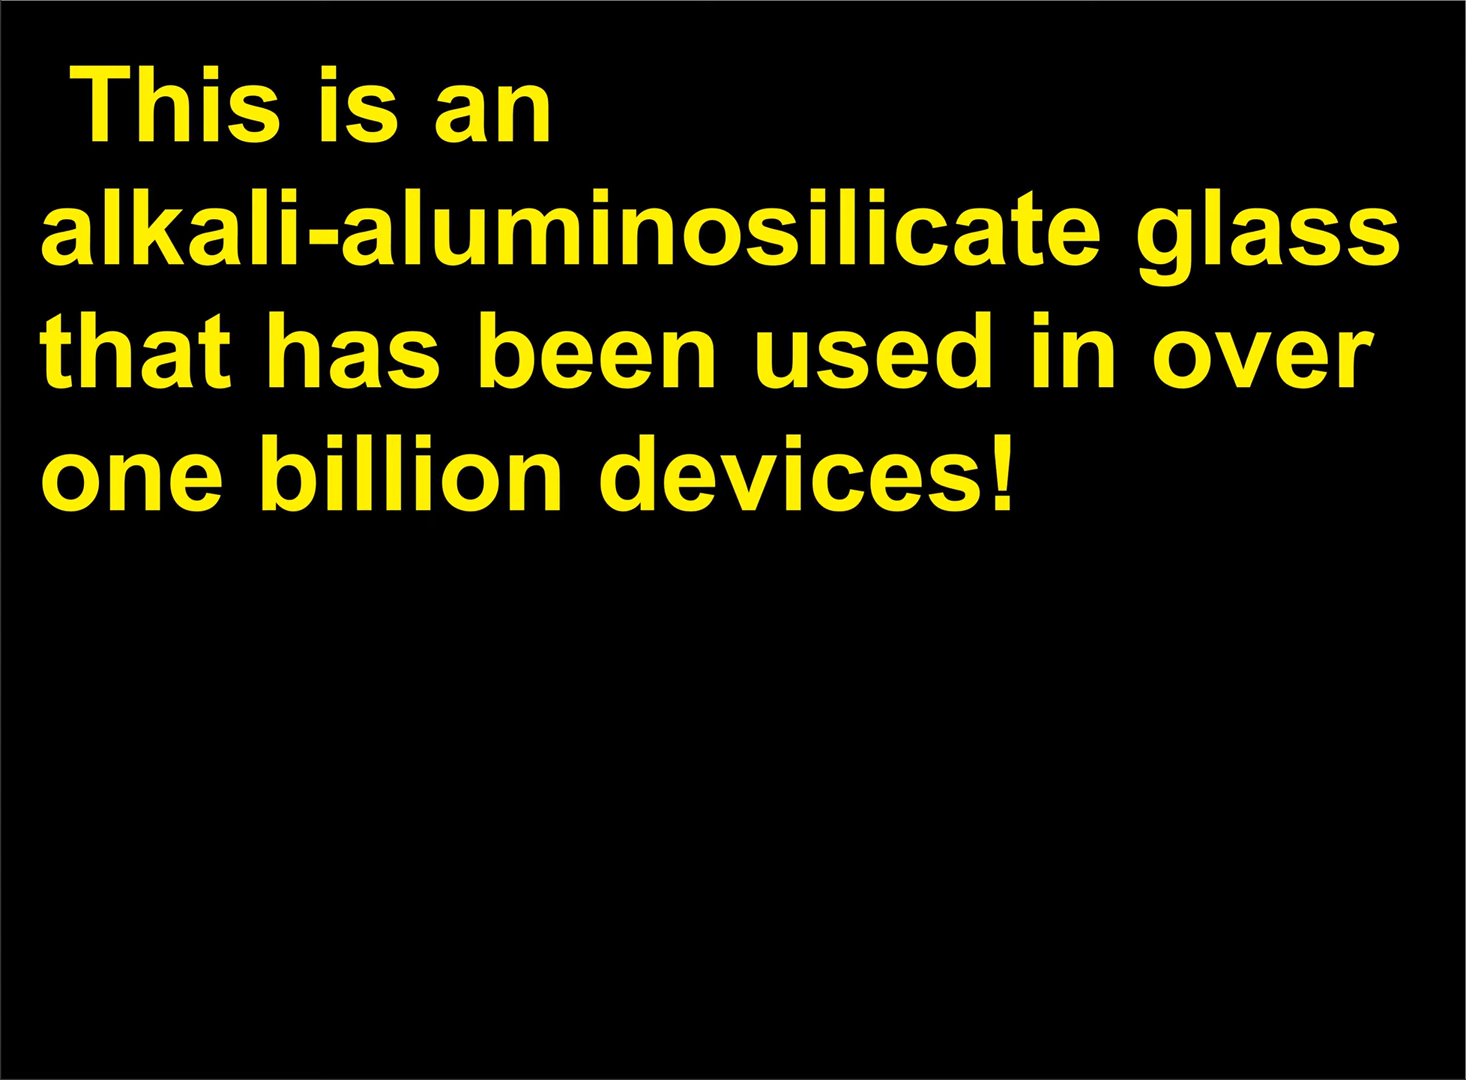 This is an
alkali-aluminosilicate glass
that has been used in over
one billion devices!